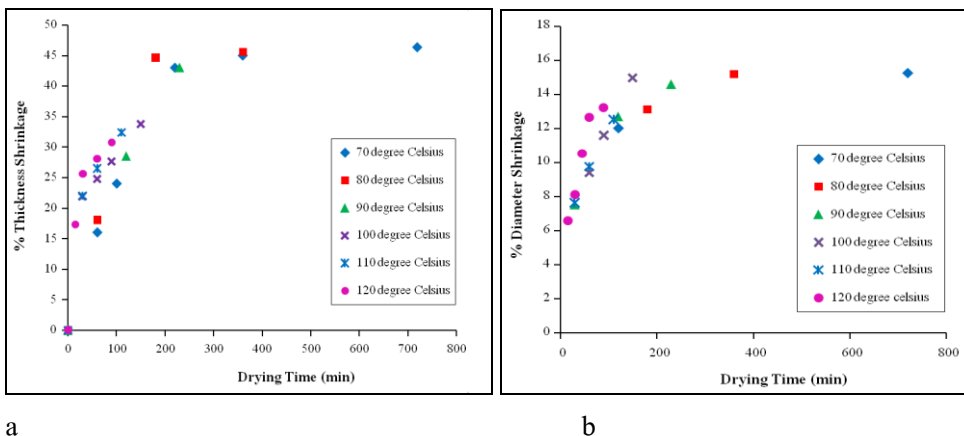 50
45
40
35
30
25
20
15
10
5
0
% Thickness Shrinkage
70 degree Celsius
80 degree Celsius
90 degree Celsius
100 degree Celsius
110 degree Celsius
120 degree Celsius
0 100 200 300 400 500 600 700 800
Drying Time (min)
a
18
16
14
12
10
8
6
4
2
0
% Diameter Shrinkage
70 degree Celsius
80 degree Celsius
90 degree Celsius
100 degree Celsius
110 degree Celsius
120 degree celsius
0 200 400 600 800
Drying Time (min)
b